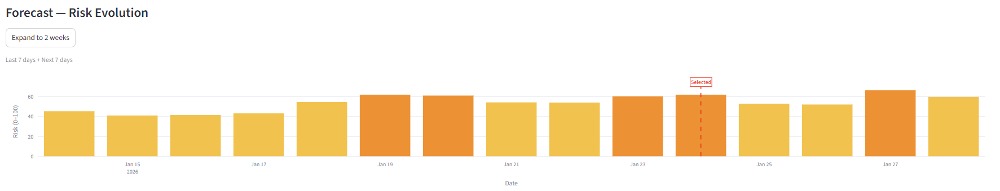 Forecast — Risk Evolution
Expand to 2 weeks
Last 7 days + Next 7 days
Selected
Risk (0–100)
60
40
20
0
Jan 15
2026
Jan 17
Jan 19
Jan 21
Jan 23
Jan 25
Jan 27
Date